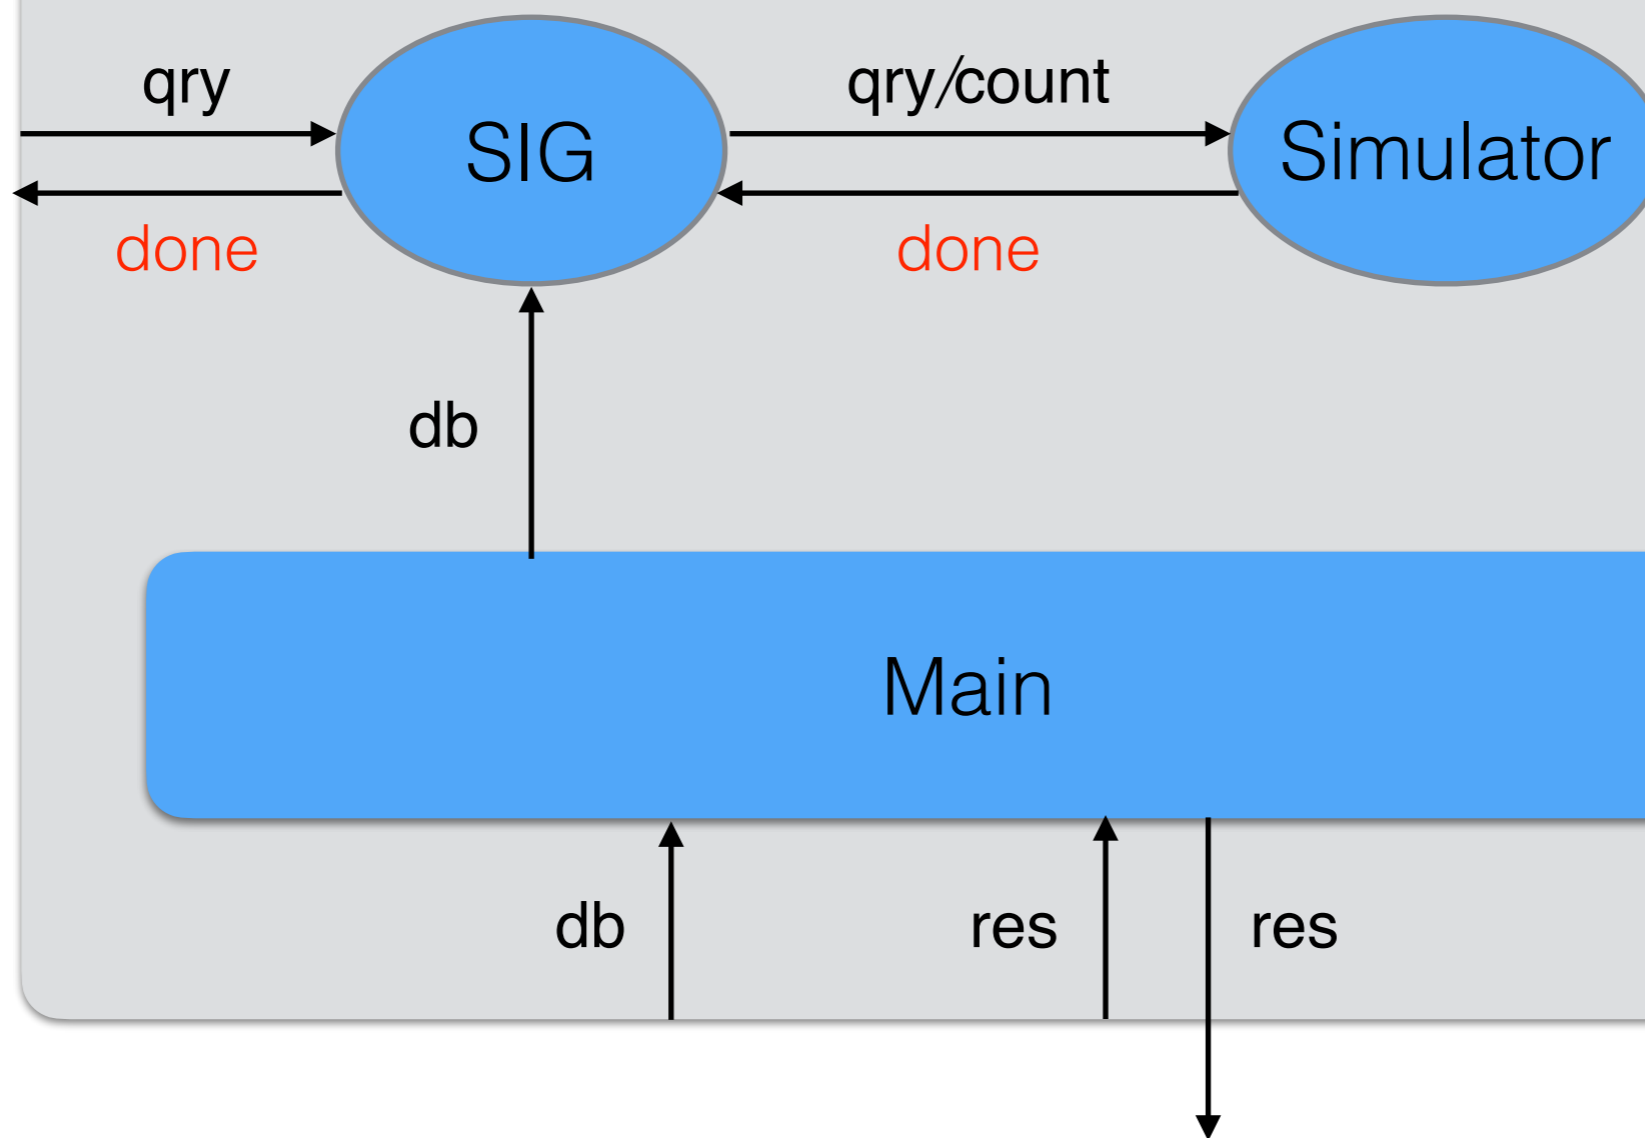 qry
qry/count
SIG
Simulator
done
done
db
Main
db
res
res